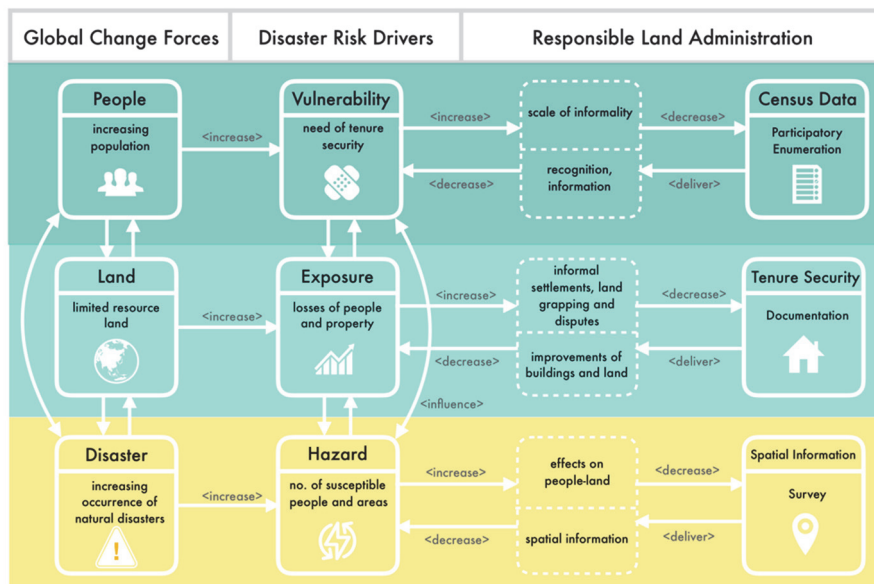 Global Change Forces
Disaster Risk Drivers
Responsible Land Administration
People
increasing
population
<increase>
Vulnerability
need of tenure
security
<increase>
<decrease>
scale of informality
recognition,
information
<decrease>
<deliver>
Census Data
Participatory
Enumeration
Land
limited resource
land
<increase>
Exposure
losses of people
and property
<increase>
<decrease>
informal
settlements, land
grapping and
disputes
improvements of
buildings and land
<decrease>
<deliver>
Tenure Security
Documentation
<influence>
Disaster
increasing
occurrence of
natural disasters
<increase>
Hazard
no. of susceptible
people and areas
<increase>
<decrease>
effects on
people-land
spatial information
<decrease>
<deliver>
Spatial Information
Survey